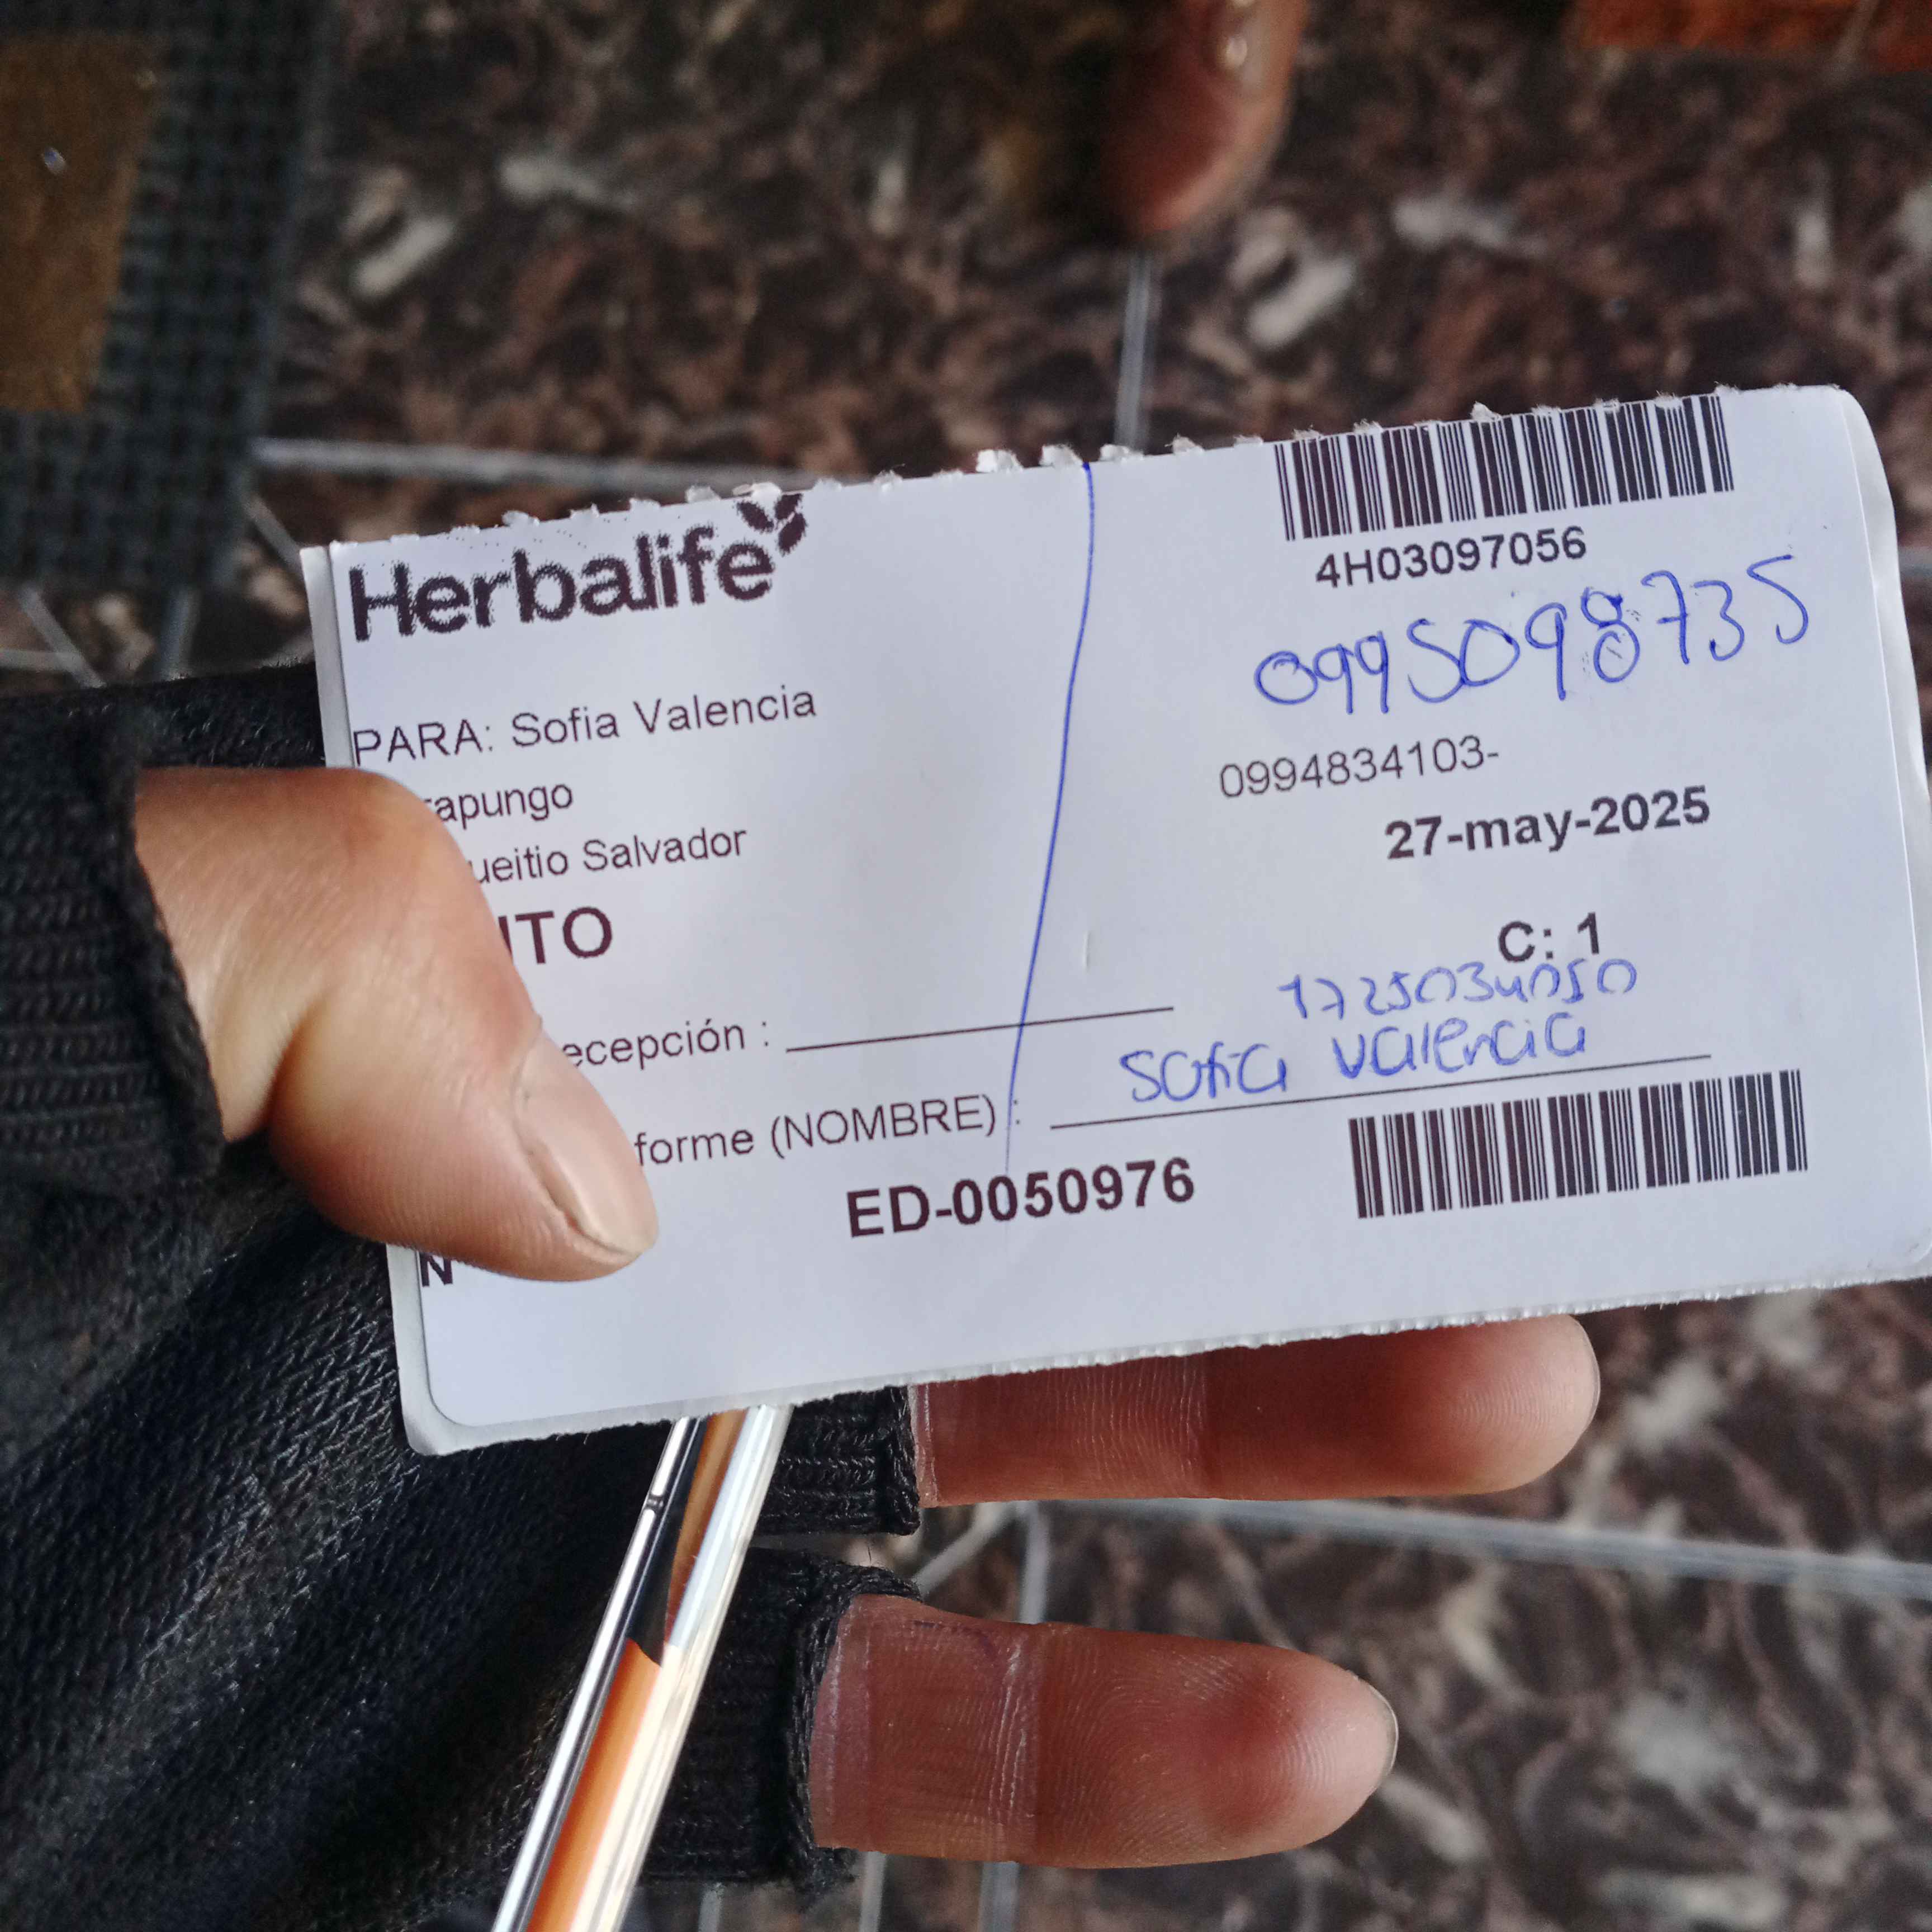 Herbalife
4H03097056
0995098735
PARA: Sofia Valencia
0994834103-
rapungo
27-may-2025
ueitio Salvador
ITO
C: 1
1725034050
ecepción :
forme (NOMBRE) : Sofia Valencia
ED-0050976
N